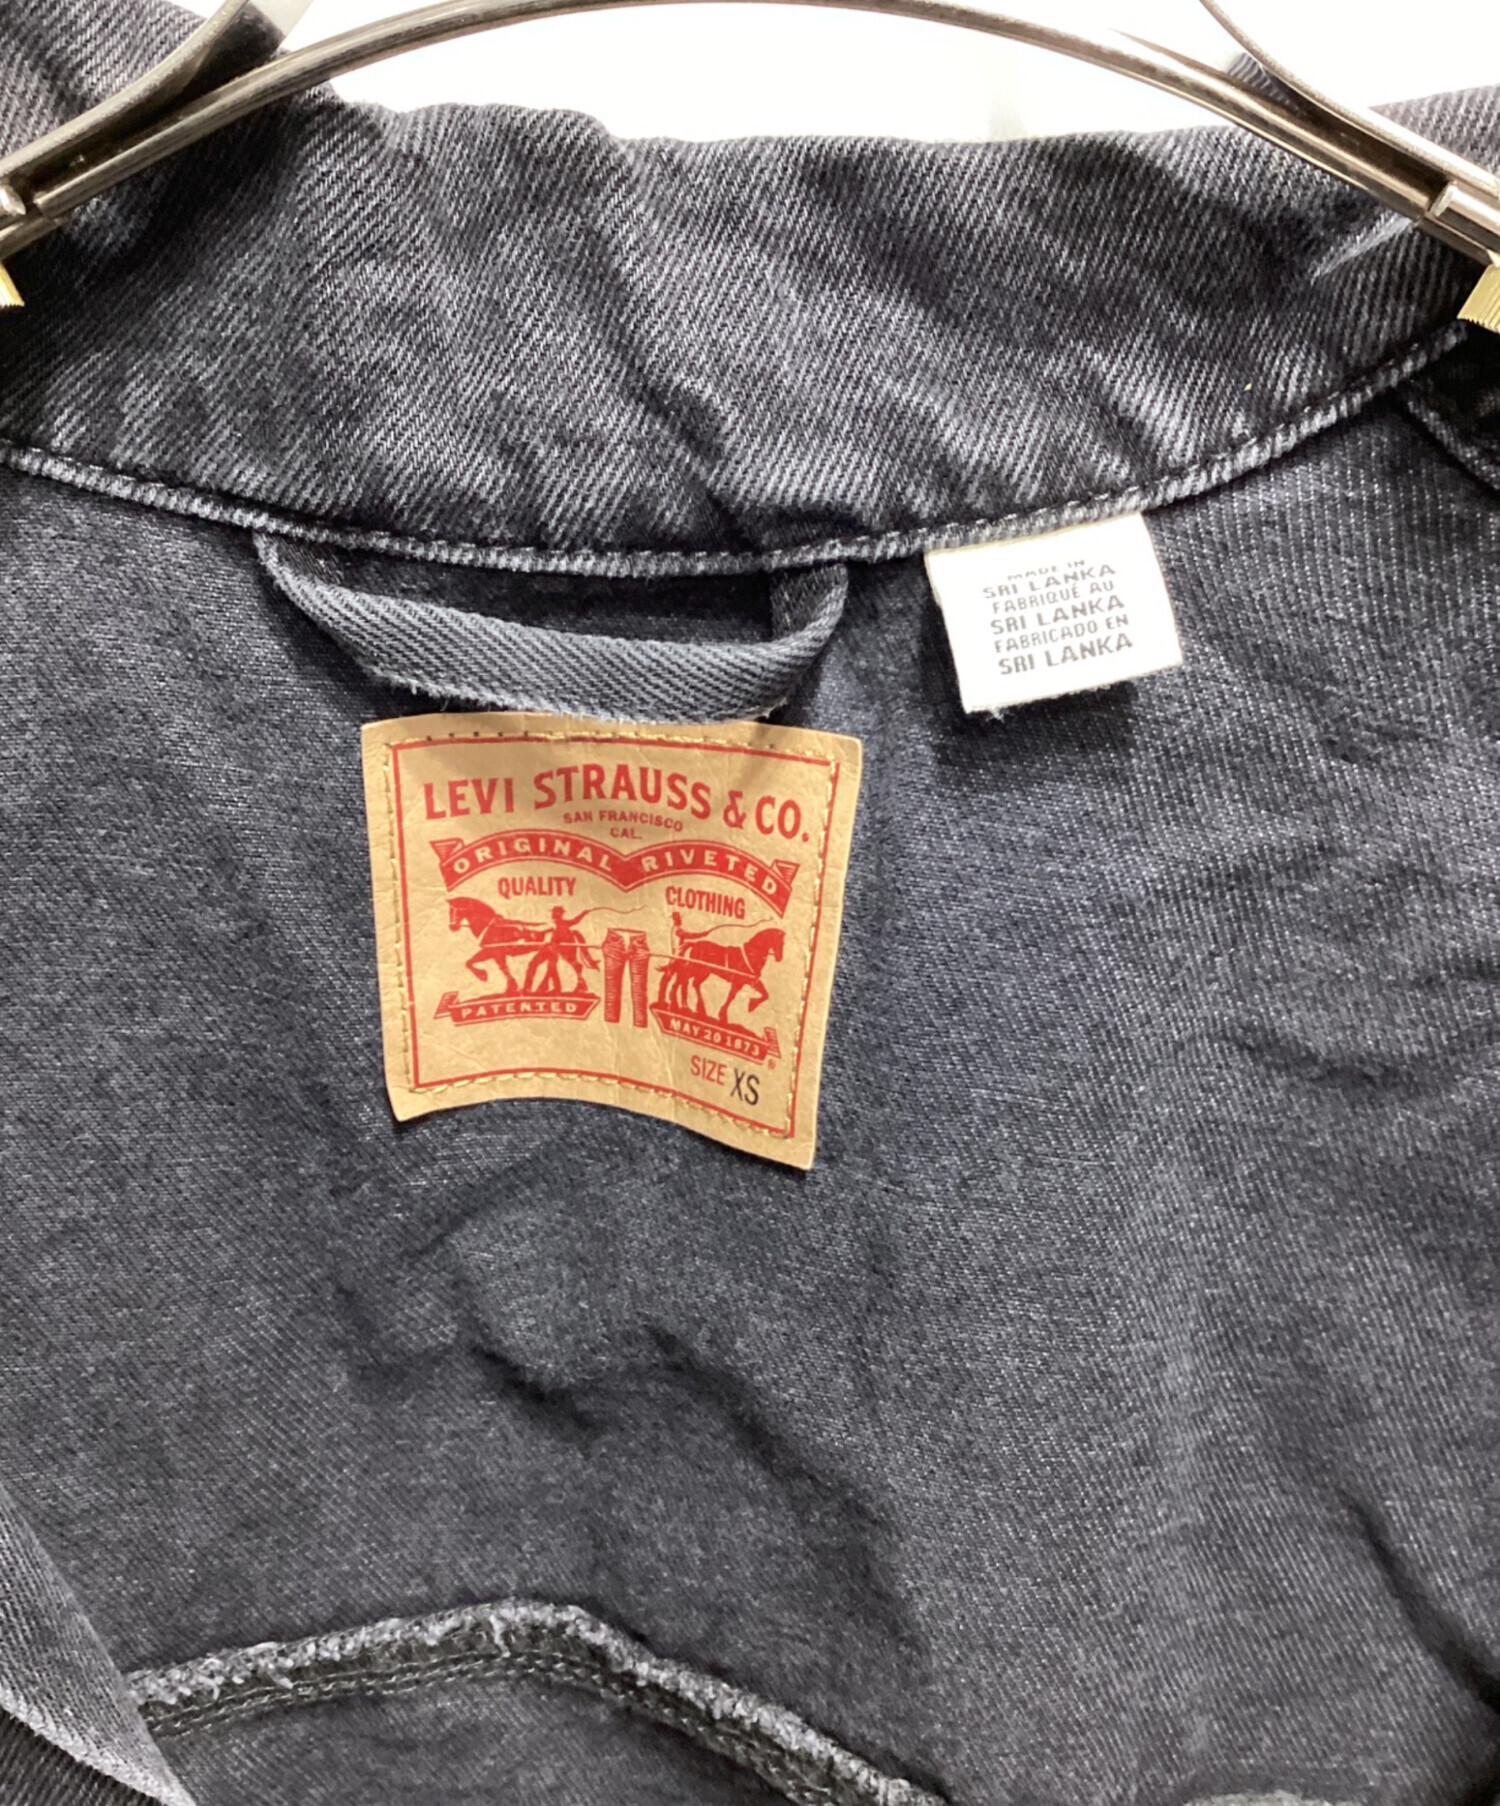 MADE IN
SRI LANKA
FABRIQUÉ AU
SRI LANKA
FABRICADO EN
SRI LANKA
LEVI STRAUSS & CO.
SAN FRANCISCO
CAL.
ORIGINAL RIVETED
QUALITY CLOTHING
PATENTED MAY 20 1873
®
SIZE XS